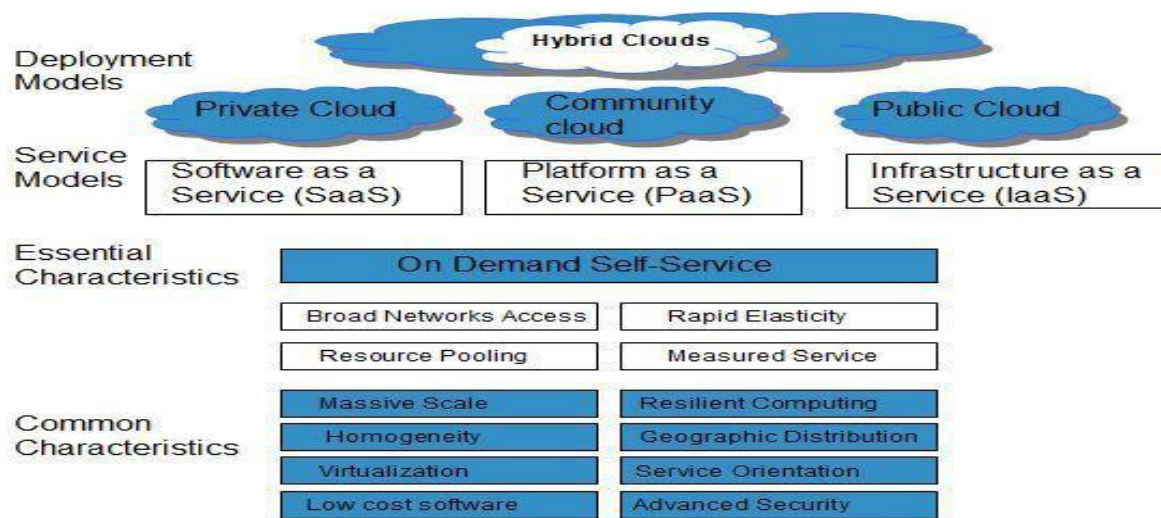 Hybrid Clouds
Deployment
Models
Private Cloud
Community
cloud
Public Cloud
Service
Models
Software as a
Service (SaaS)
Platform as a
Service (PaaS)
Infrastructure as a
Service (IaaS)
Essential
Characteristics
On Demand Self-Service
Broad Networks Access
Rapid Elasticity
Resource Pooling
Measured Service
Common
Characteristics
Massive Scale
Resilient Computing
Homogeneity
Geographic Distribution
Virtualization
Service Orientation
Low cost software
Advanced Security